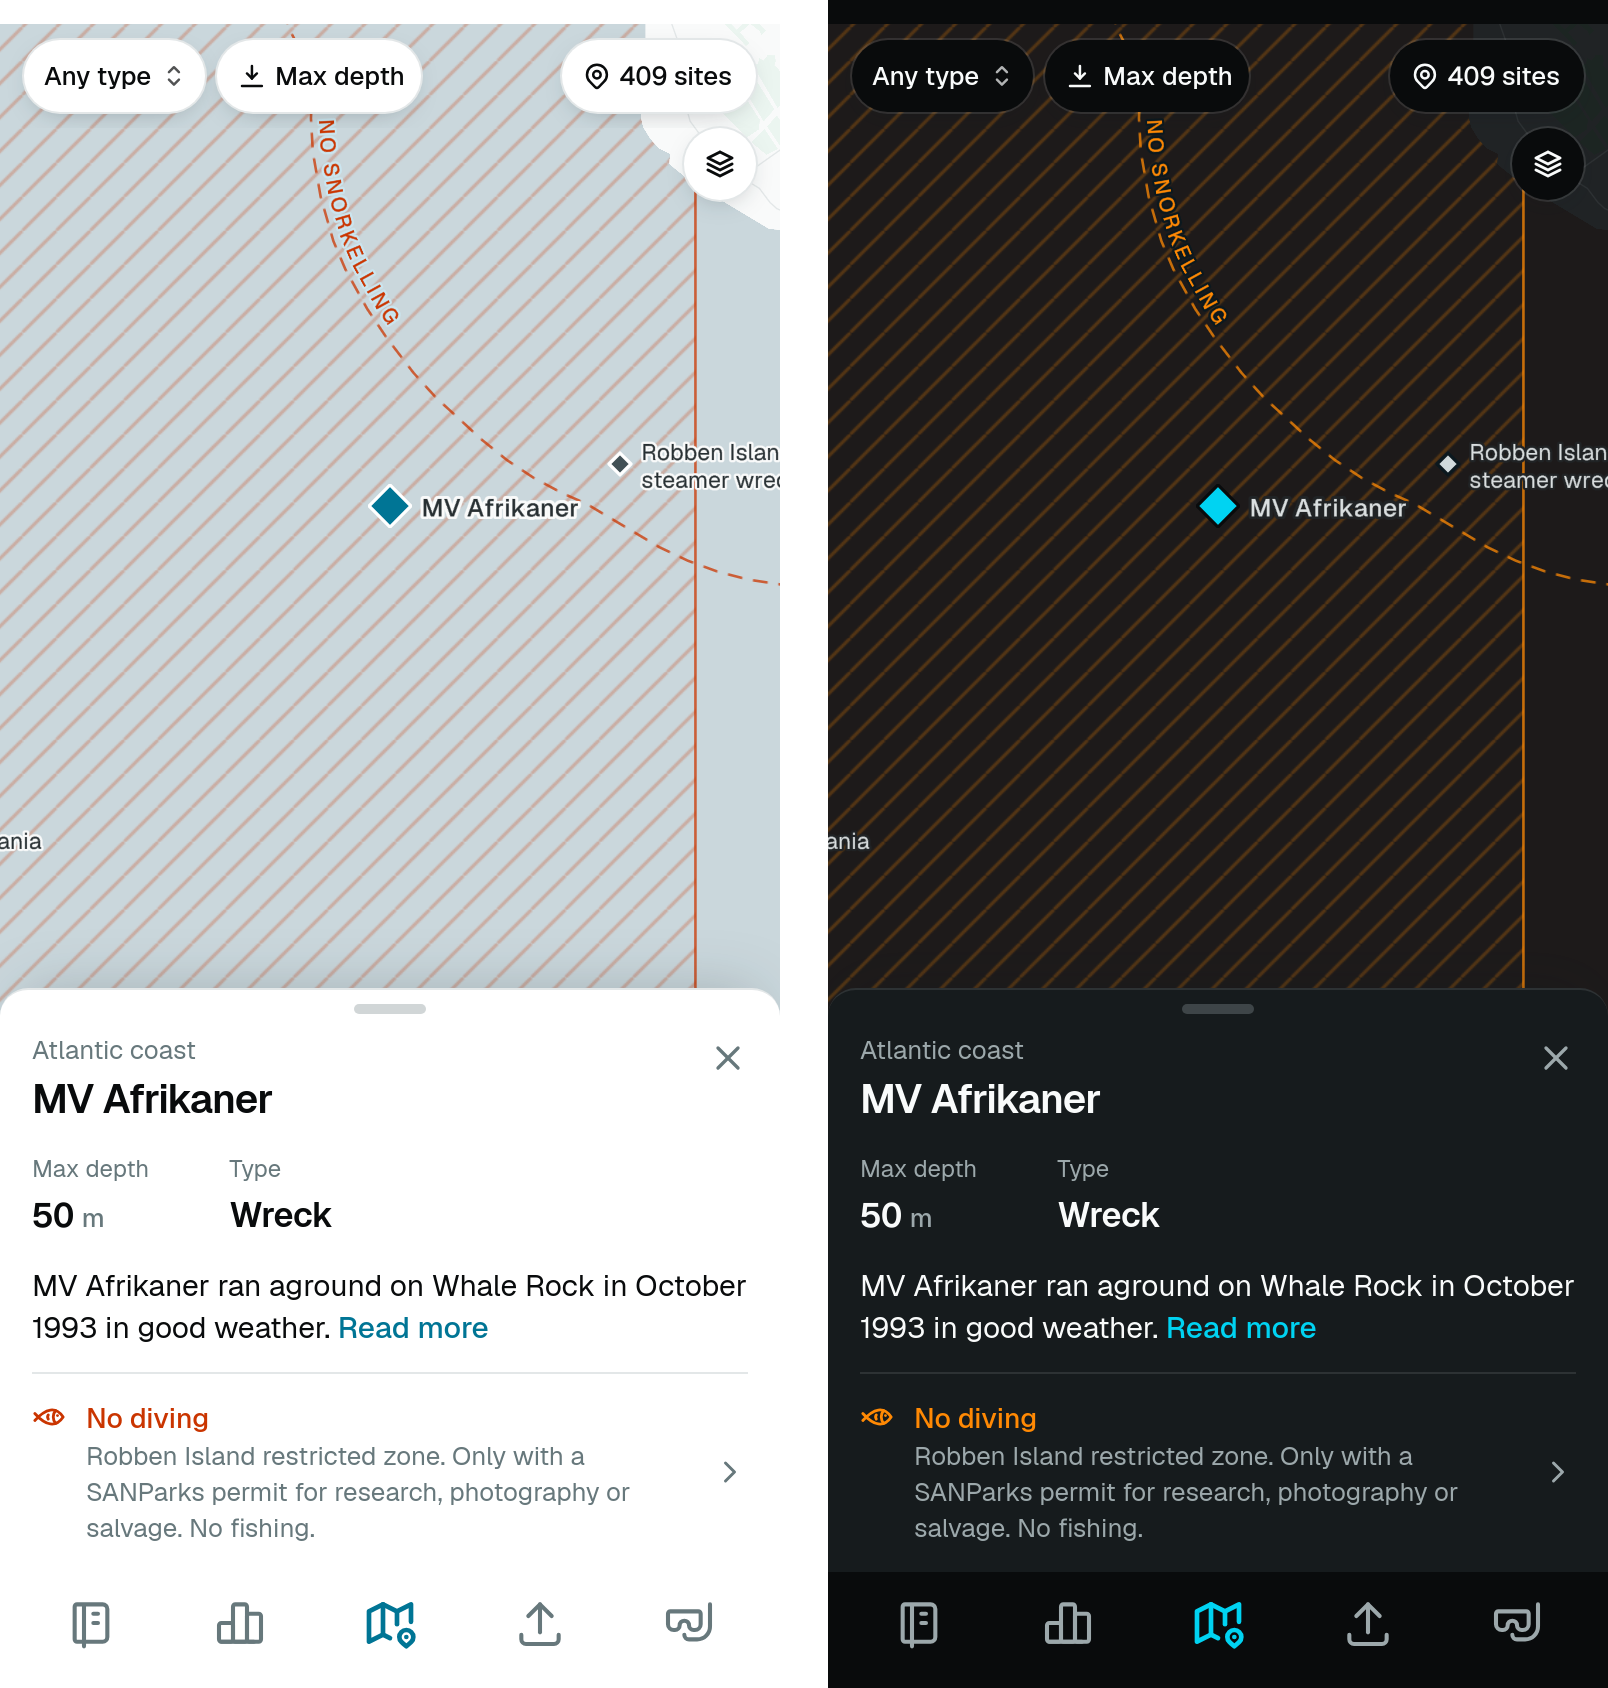 Any type
Max depth
409 sites
NO SNORKELLING
Robben Islan
steamer wrec
MV Afrikaner
ania
Atlantic coast
MV Afrikaner
Max depth
Type
50 m
Wreck
MV Afrikaner ran aground on Whale Rock in October
1993 in good weather. Read more
No diving
Robben Island restricted zone. Only with a
SANParks permit for research, photography or
salvage. No fishing.
Any type
Max depth
409 sites
NO SNORKELLING
Robben Islan
steamer wrec
MV Afrikaner
ania
Atlantic coast
MV Afrikaner
Max depth
Type
50 m
Wreck
MV Afrikaner ran aground on Whale Rock in October
1993 in good weather. Read more
No diving
Robben Island restricted zone. Only with a
SANParks permit for research, photography or
salvage. No fishing.